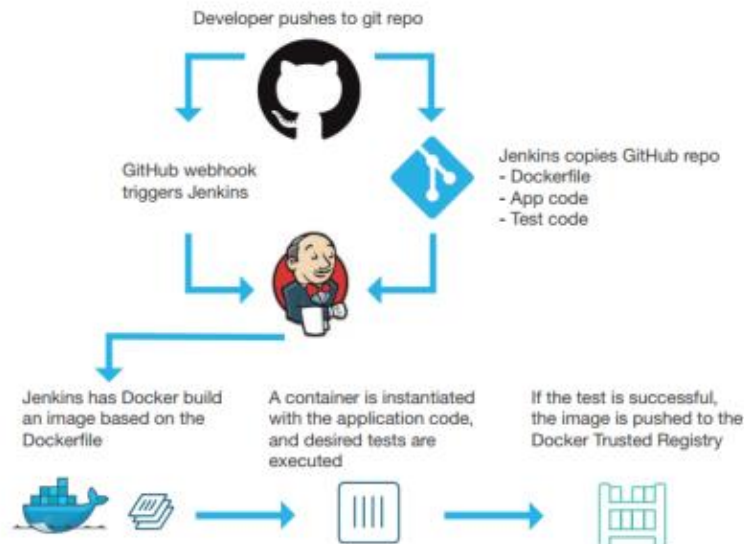 Developer pushes to git repo
GitHub webhook
triggers Jenkins
Jenkins copies GitHub repo
- Dockerfile
- App code
- Test code
Jenkins has Docker build
an image based on the
Dockerfile
A container is instantiated
with the application code,
and desired tests are
executed
If the test is successful,
the image is pushed to the
Docker Trusted Registry